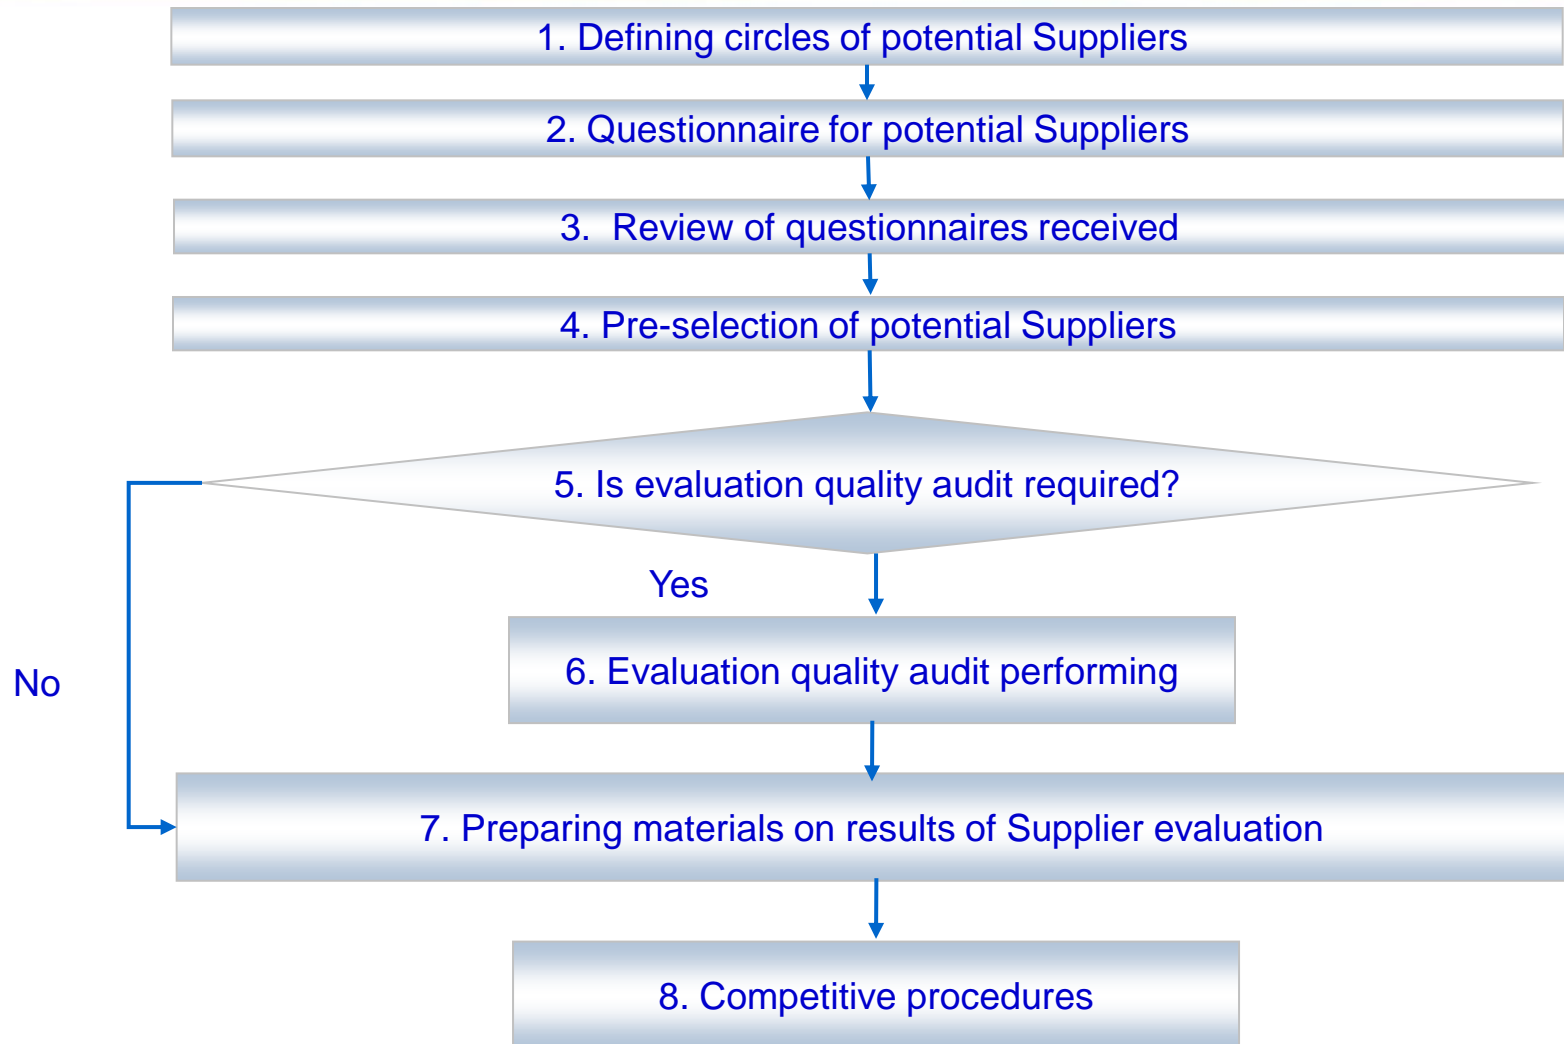 1. Defining circles of potential Suppliers
2. Questionnaire for potential Suppliers
3. Review of questionnaires received
4. Pre-selection of potential Suppliers
5. Is evaluation quality audit required?
Yes
6. Evaluation quality audit performing
No
7. Preparing materials on results of Supplier evaluation
8. Competitive procedures